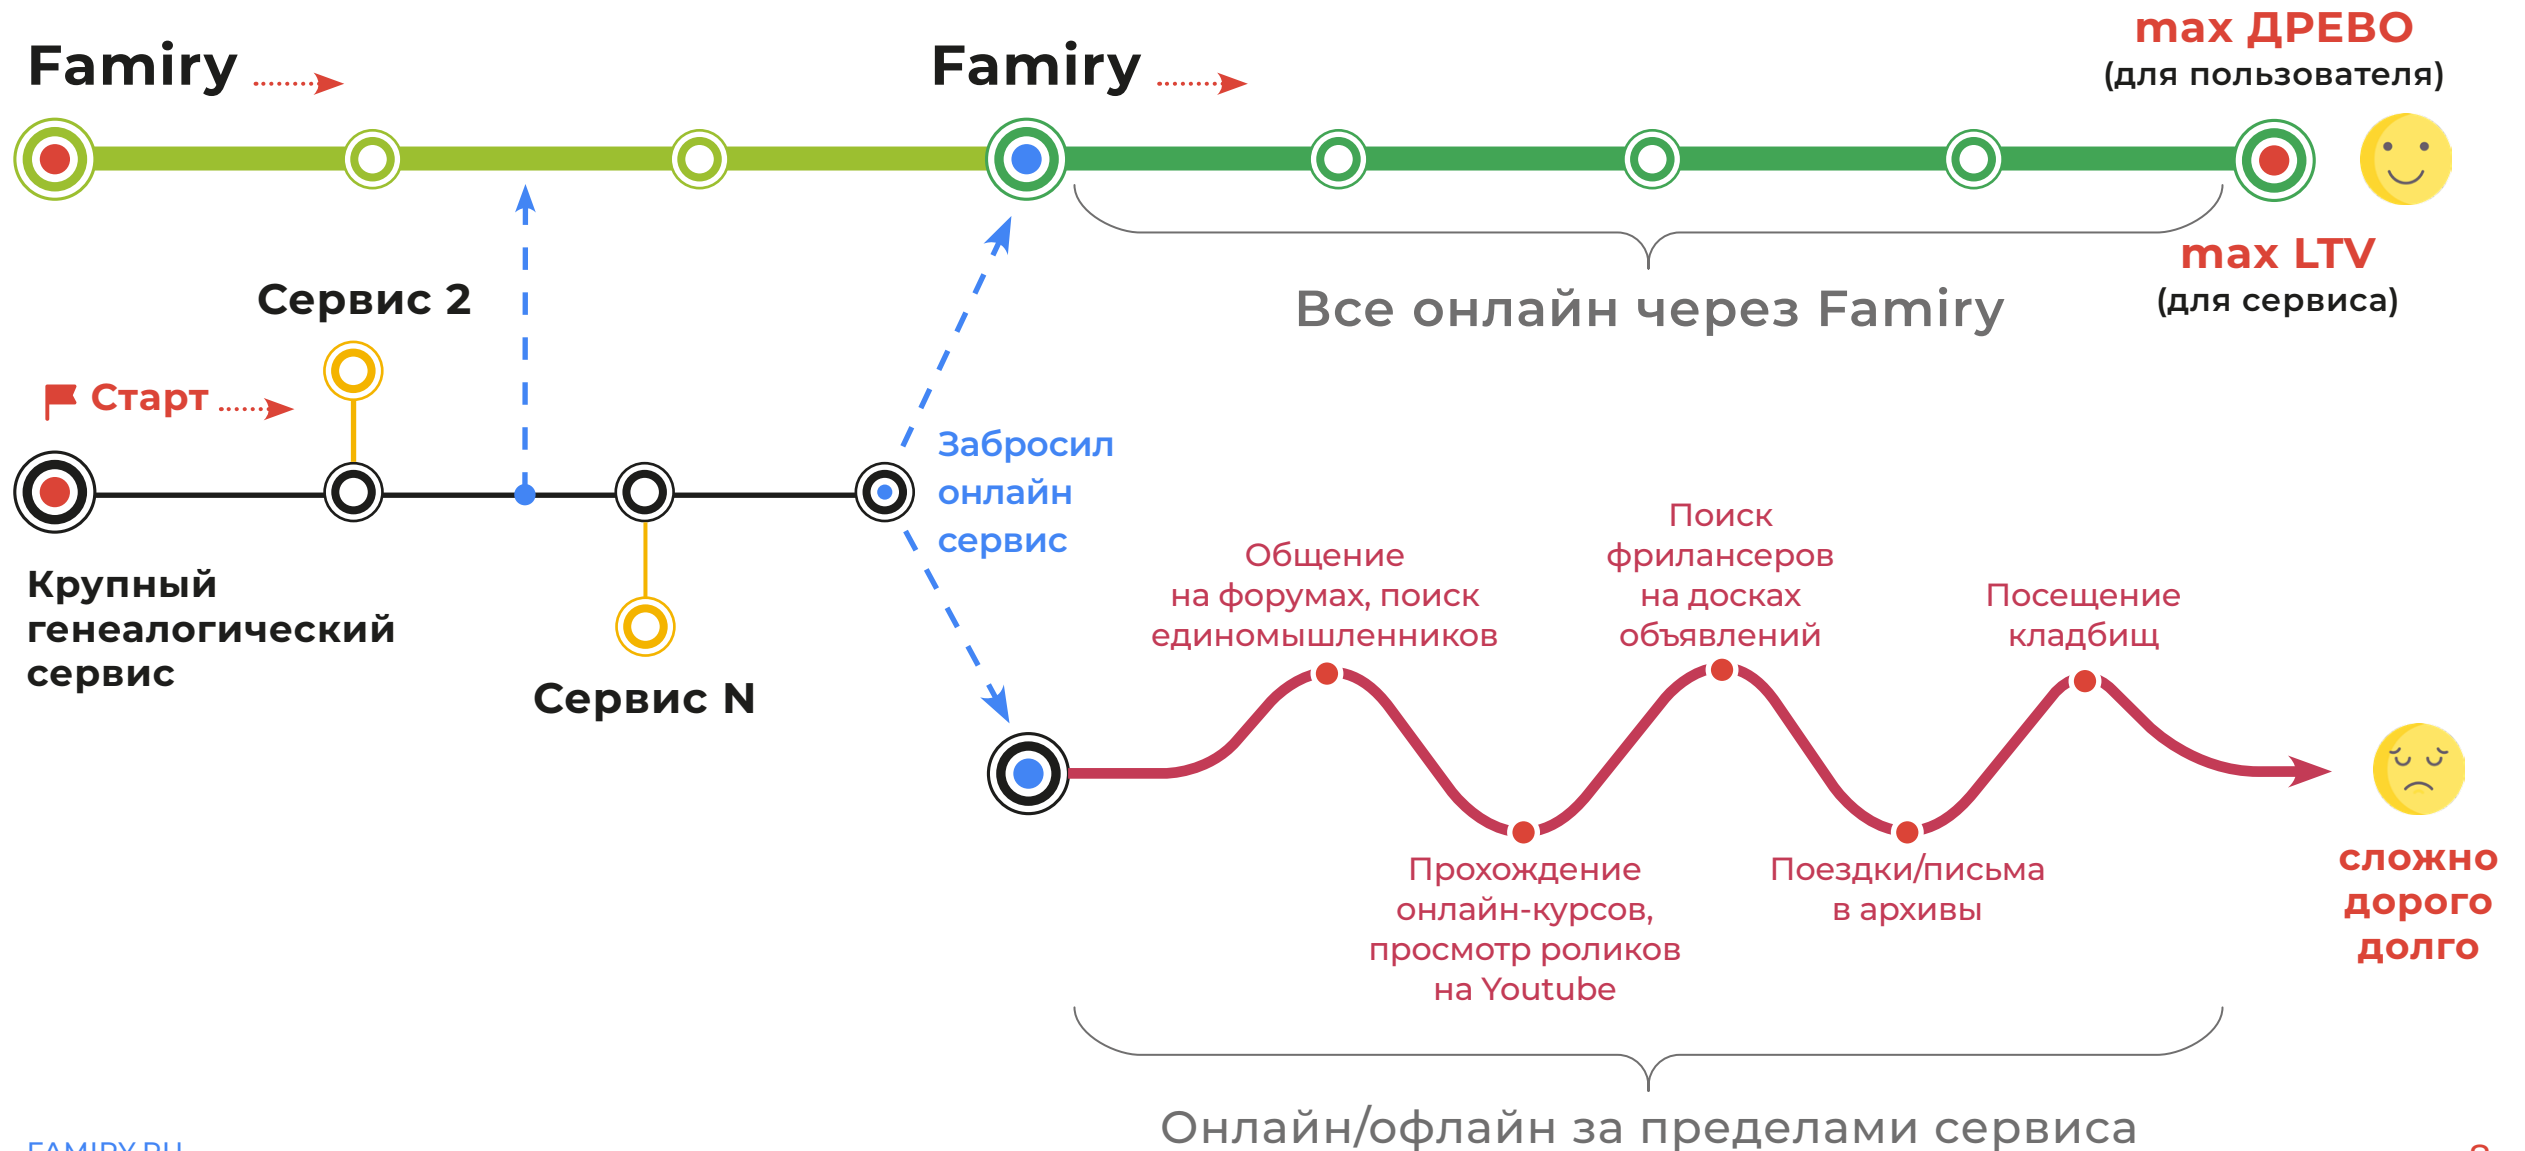 Famiry
Famiry
max ДРЕВО
(для пользователя)
max LTV
(для сервиса)
Все онлайн через Famiry
Сервис 2
Старт
Крупный
генеалогический
сервис
Сервис N
Забросил
онлайн
сервис
Общение
на форумах, поиск
единомышленников
Поиск
фрилансеров
на досках
объявлений
Посещение
кладбищ
Прохождение
онлайн-курсов,
просмотр роликов
на Youtube
Поездки/письма
в архивы
сложно
дорого
долго
Онлайн/офлайн за пределами сервиса
FAMIRY.RU